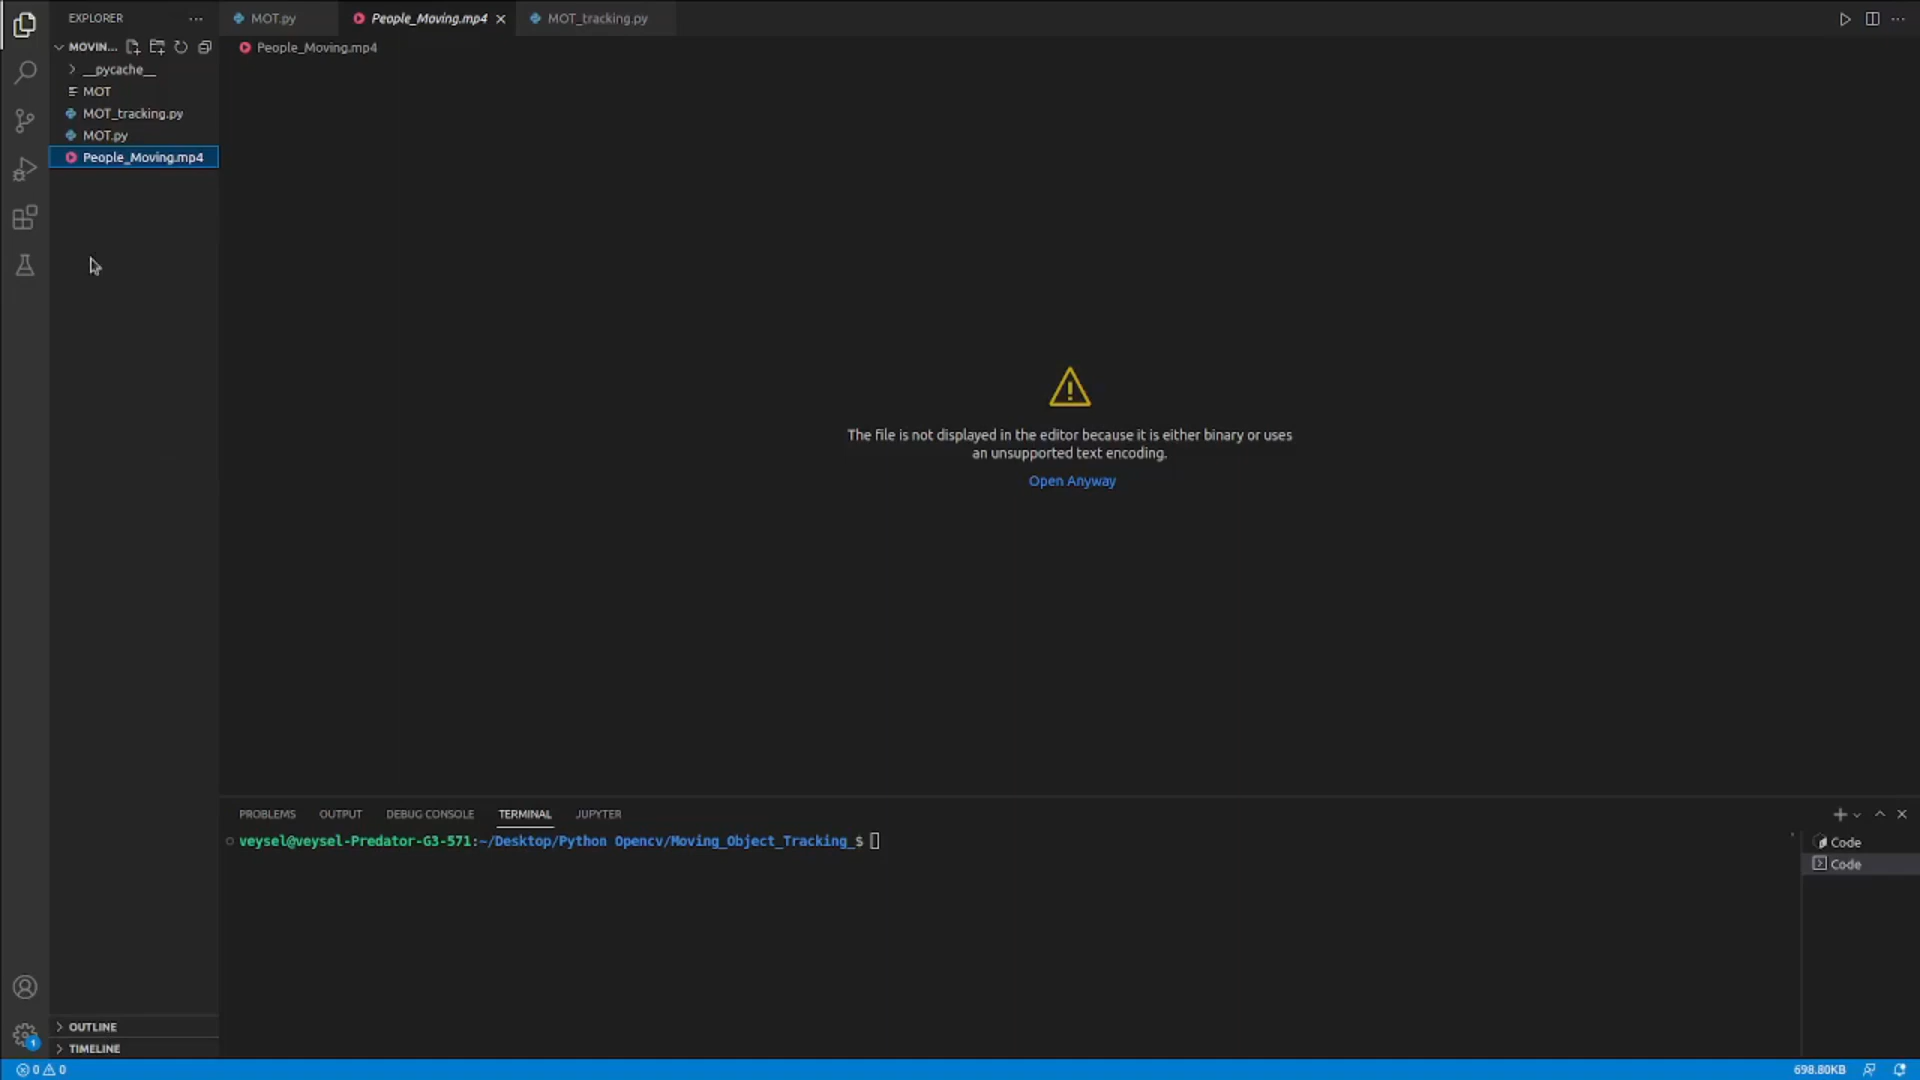 EXPLORER
MOT.py
People_Moving.mp4
MOT_tracking.py
MOVIN...
People_Moving.mp4
__pycache__
MOT
MOT_tracking.py
MOT.py
People_Moving.mp4
The file is not displayed in the editor because it is either binary or uses
an unsupported text encoding.
Open Anyway
PROBLEMS OUTPUT DEBUG CONSOLE TERMINAL JUPYTER
veysel@veysel-Predator-G3-571:~/Desktop/Python Opencv/Moving_Object_Tracking_$
Code
Code
OUTLINE
TIMELINE
1
0 0
698.80KB